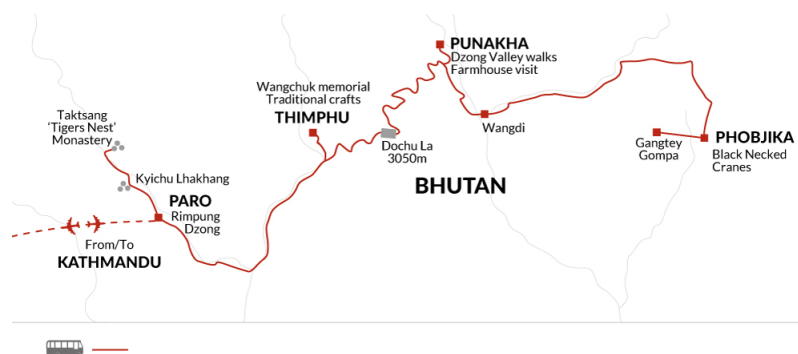 PUNAKHA
Dzong Valley walks
Farmhouse visit
Wangchuk memorial
Traditional crafts
THIMPHU
Taktsang
'Tigers Nest'
Monastery
Dochu La
3050m
Wangdi
Gangtey
Gompa
PHOBJIKA
Black Necked
Cranes
Kyichu Lhakhang
BHUTAN
PARO
Rimpung
Dzong
From/To
KATHMANDU